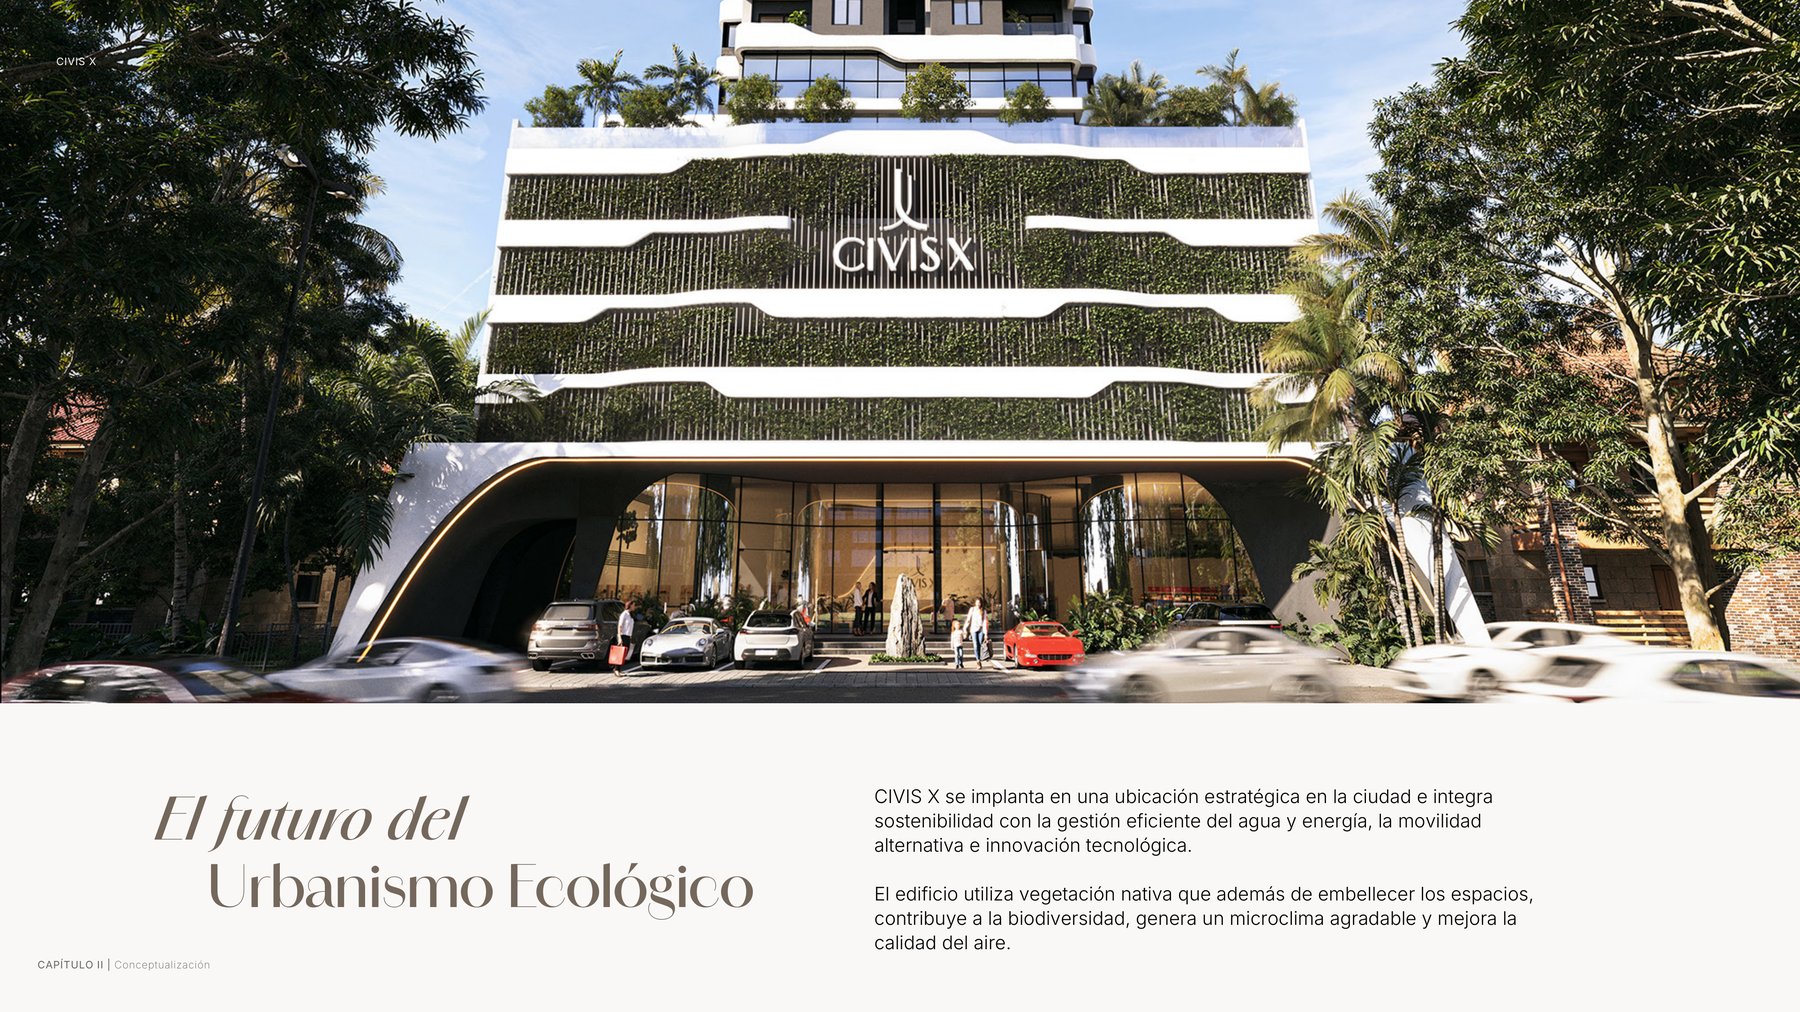 CIVIS X
CIVIS X
CIVIS X
El futuro del
Urbanismo Ecológico
CIVIS X se implanta en una ubicación estratégica en la ciudad e integra
sostenibilidad con la gestión eficiente del agua y energía, la movilidad
alternativa e innovación tecnológica.
El edificio utiliza vegetación nativa que además de embellecer los espacios,
contribuye a la biodiversidad, genera un microclima agradable y mejora la
calidad del aire.
CAPÍTULO II | Conceptualización